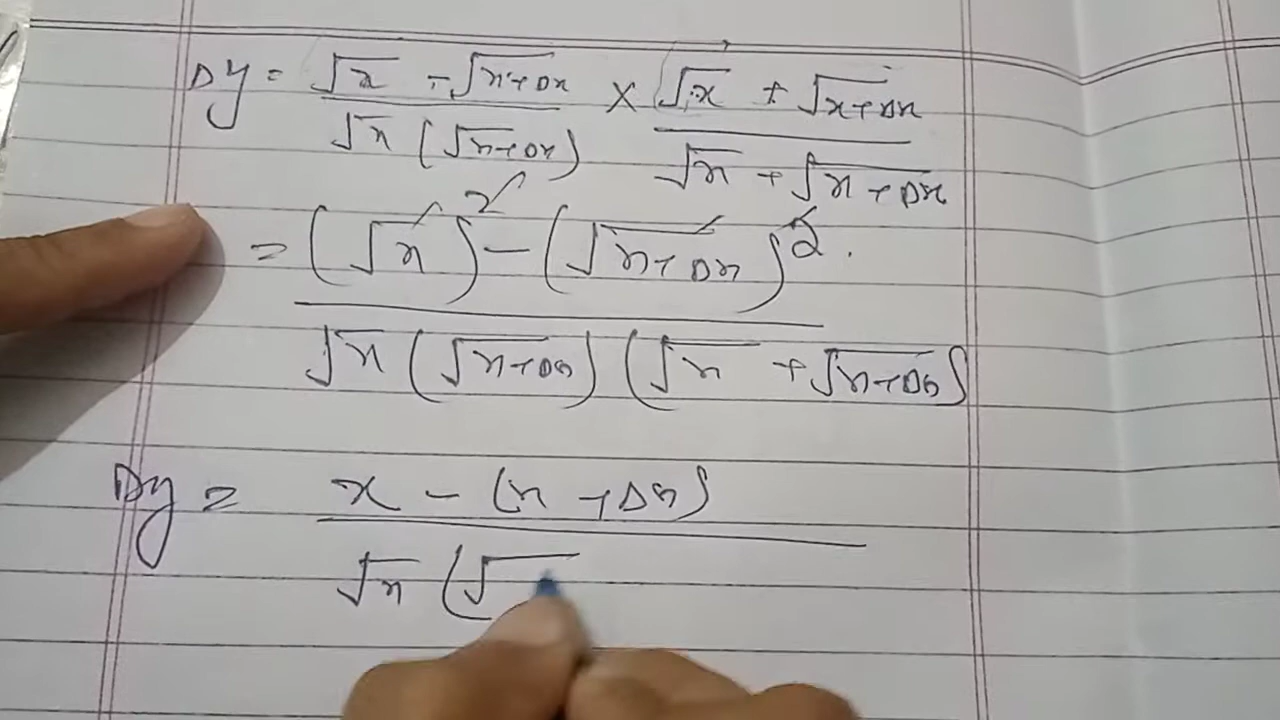 Δy = √x - √x+Δx / √x (√x+Δx) × √x + √x+Δx / √x + √x+Δx
= (√x)² - (√x+Δx)² . / √x (√x+Δx) (√x + √x+Δx)
Δy = x - (x + Δx) / √x (√